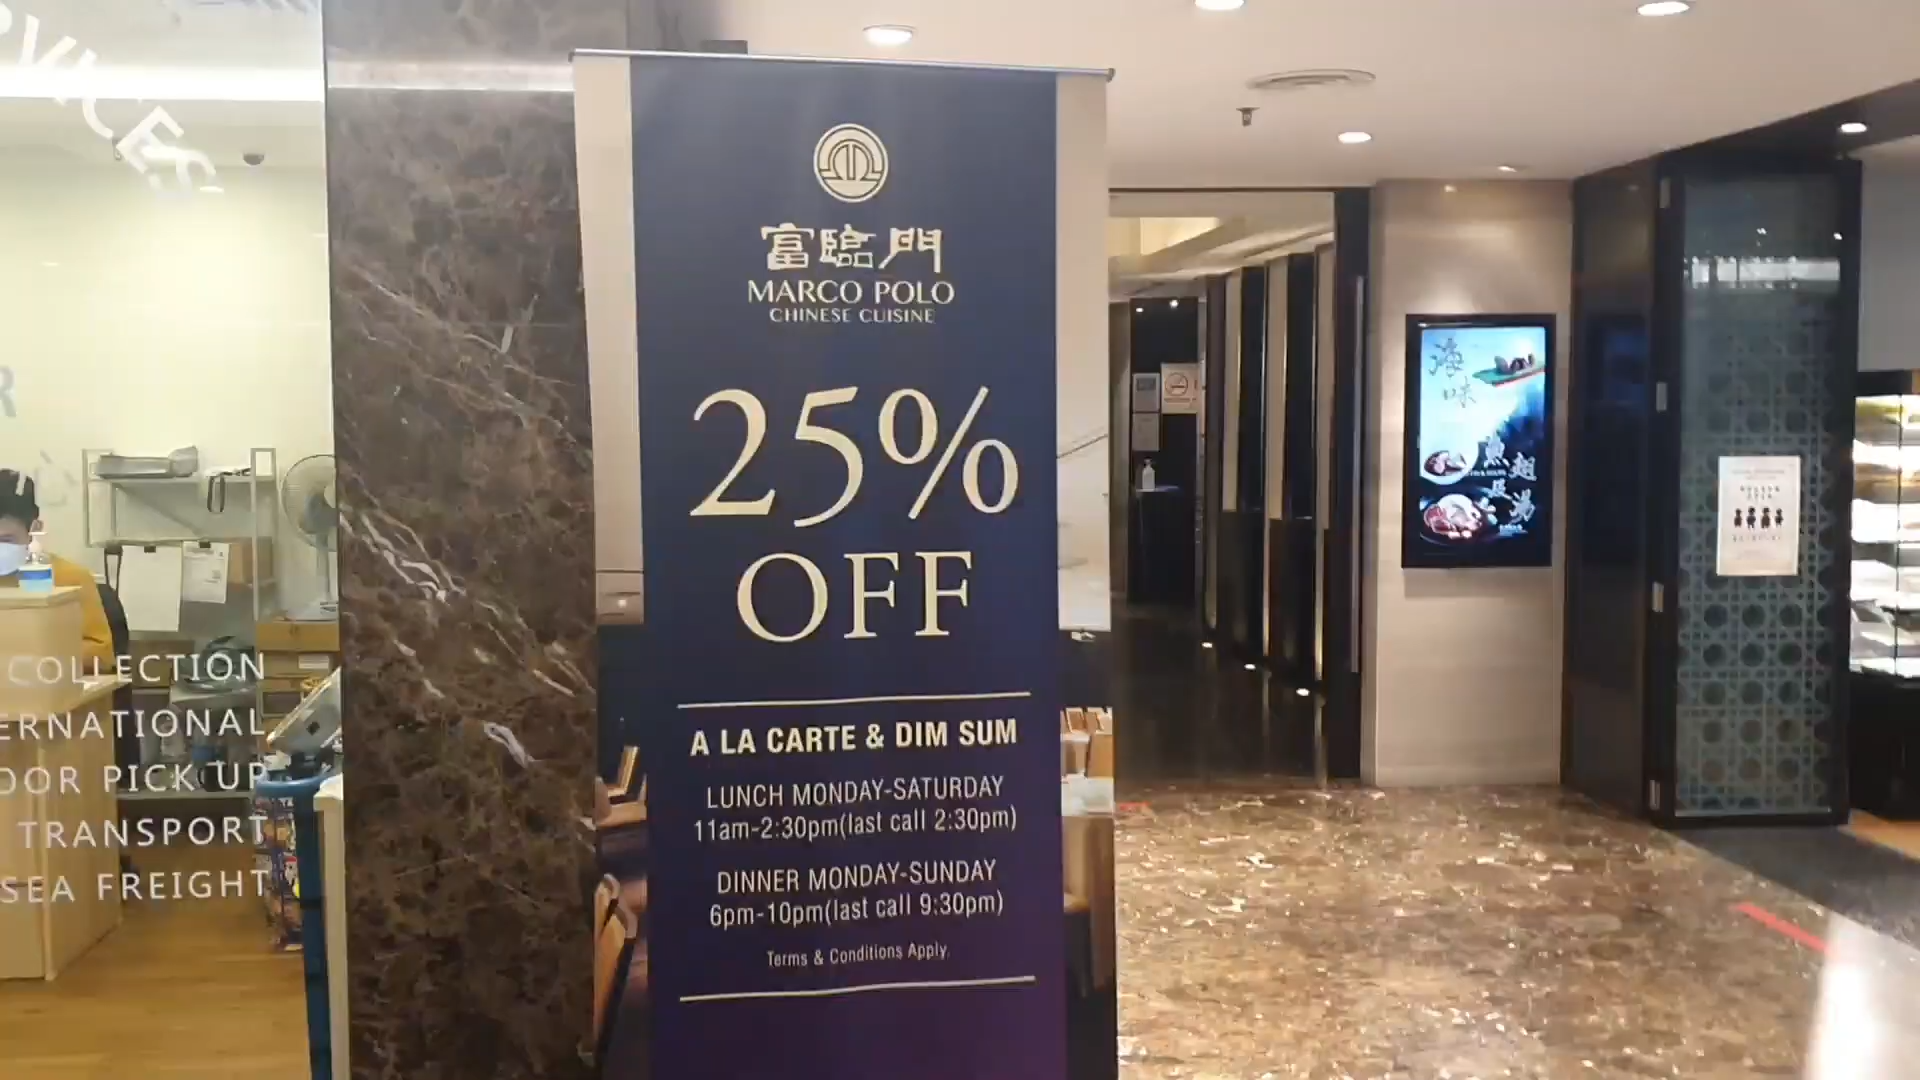 VICES
COLLECTION
ERNATIONAL
OOR PICK UP
TRANSPORT
SEA FREIGHT
富臨門
MARCO POLO
CHINESE CUISINE
25%
OFF
A LA CARTE & DIM SUM
LUNCH MONDAY-SATURDAY
11am-2:30pm(last call 2:30pm)
DINNER MONDAY-SUNDAY
6pm-10pm(last call 9:30pm)
Terms & Conditions Apply.
海
味
魚
翅
湯